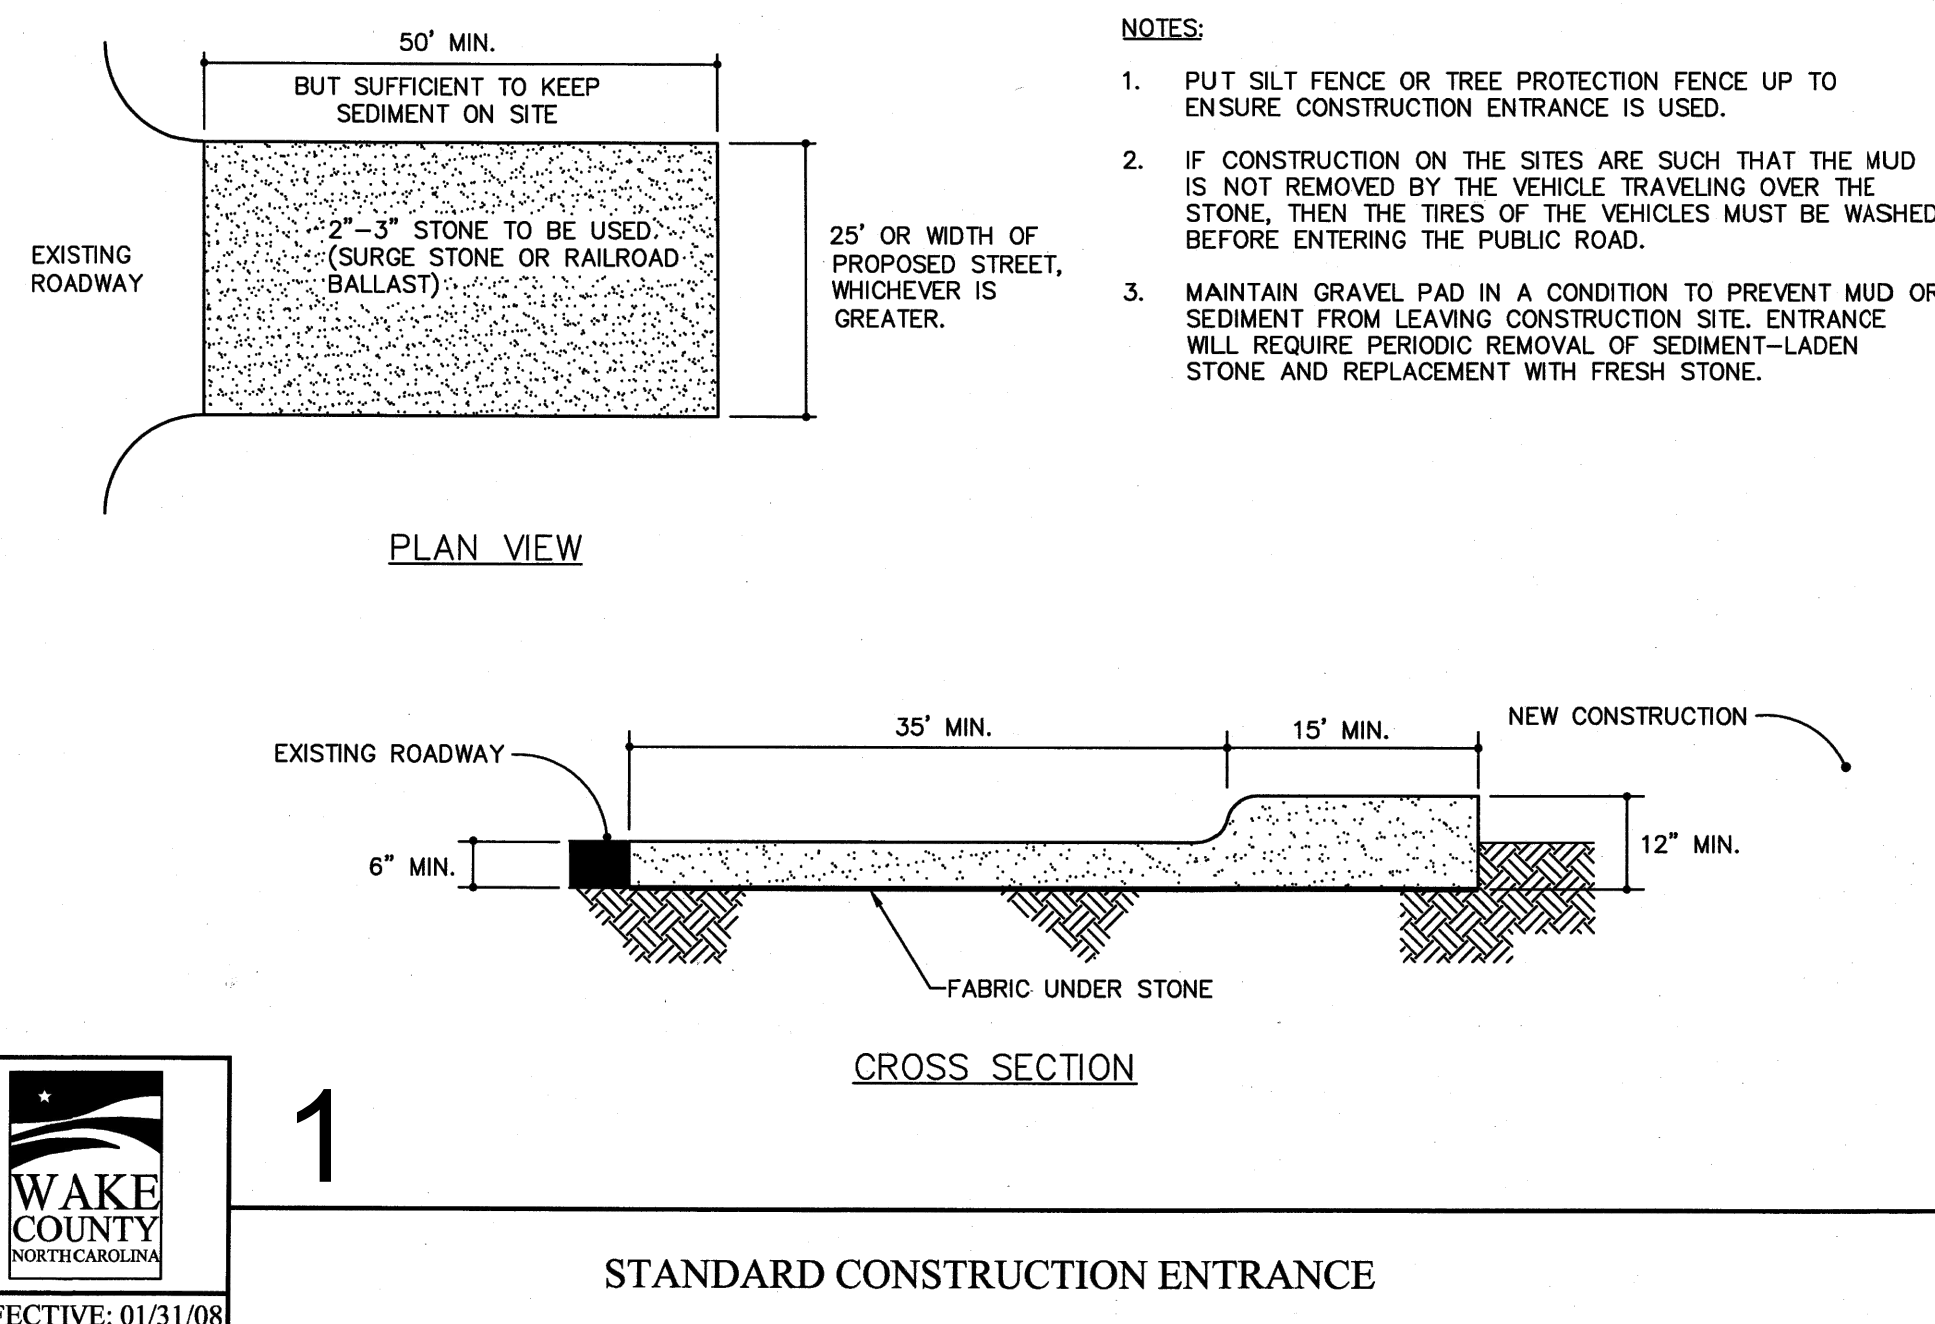 50' MIN.
BUT SUFFICIENT TO KEEP
SEDIMENT ON SITE
EXISTING
ROADWAY
2"-3" STONE TO BE USED.
(SURGE STONE OR RAILROAD
BALLAST)
25' OR WIDTH OF
PROPOSED STREET,
WHICHEVER IS
GREATER.
PLAN VIEW
NOTES:
1. PUT SILT FENCE OR TREE PROTECTION FENCE UP TO
ENSURE CONSTRUCTION ENTRANCE IS USED.
2. IF CONSTRUCTION ON THE SITES ARE SUCH THAT THE MUD
IS NOT REMOVED BY THE VEHICLE TRAVELING OVER THE
STONE, THEN THE TIRES OF THE VEHICLES MUST BE WASHED
BEFORE ENTERING THE PUBLIC ROAD.
3. MAINTAIN GRAVEL PAD IN A CONDITION TO PREVENT MUD OR
SEDIMENT FROM LEAVING CONSTRUCTION SITE. ENTRANCE
WILL REQUIRE PERIODIC REMOVAL OF SEDIMENT-LADEN
STONE AND REPLACEMENT WITH FRESH STONE.
EXISTING ROADWAY
35' MIN.
15' MIN.
NEW CONSTRUCTION
6" MIN.
12" MIN.
FABRIC UNDER STONE
CROSS SECTION
WAKE
COUNTY
NORTH CAROLINA
1
STANDARD CONSTRUCTION ENTRANCE
FECTIVE: 01/31/08